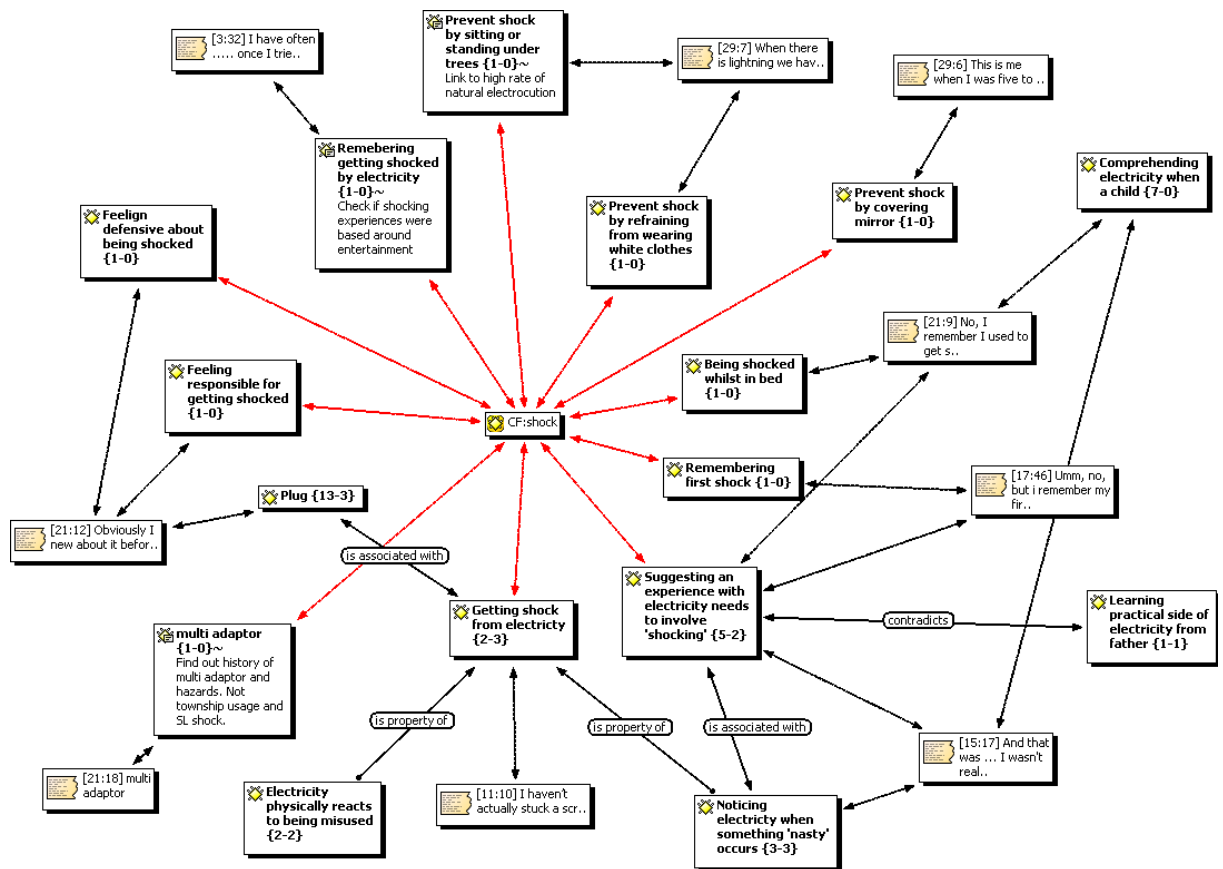 [3:32] I have often
..... once I trie..
Prevent shock
by sitting or
standing under
trees {1-0}~
Link to high rate of
natural electrocution
[29:7] When there
is lightning we hav..
[29:6] This is me
when I was five to ..
Remebering
getting shocked
by electricity
{1-0}~
Check if shocking
experiences were
based around
entertainment
Comprehending
electricity when
a child {7-0}
Prevent shock
by refraining
from wearing
white clothes
{1-0}
Prevent shock
by covering
mirror {1-0}
Feelign
defensive about
being shocked
{1-0}
[21:9] No, I
remember I used to
get s..
Feeling
responsible for
getting shocked
{1-0}
Being shocked
whilst in bed
{1-0}
CF:shock
Remembering
first shock {1-0}
[17:46] Umm, no,
but i remember my
fir..
Plug {13-3}
[21:12] Obviously I
new about it befor..
is associated with
Suggesting an
experience with
electricity needs
to involve
'shocking' {5-2}
Getting shock
from electricty
{2-3}
contradicts
Learning
practical side of
electricity from
father {1-1}
multi adaptor
{1-0}~
Find out history of
multi adaptor and
hazards. Not
township usage and
SL shock.
is property of
is property of
is associated with
[15:17] And that
was ... I wasn't
real..
[21:18] multi
adaptor
Electricity
physically reacts
to being misused
{2-2}
[11:10] I haven't
actually stuck a scr..
Noticing
electricity when
something 'nasty'
occurs {3-3}